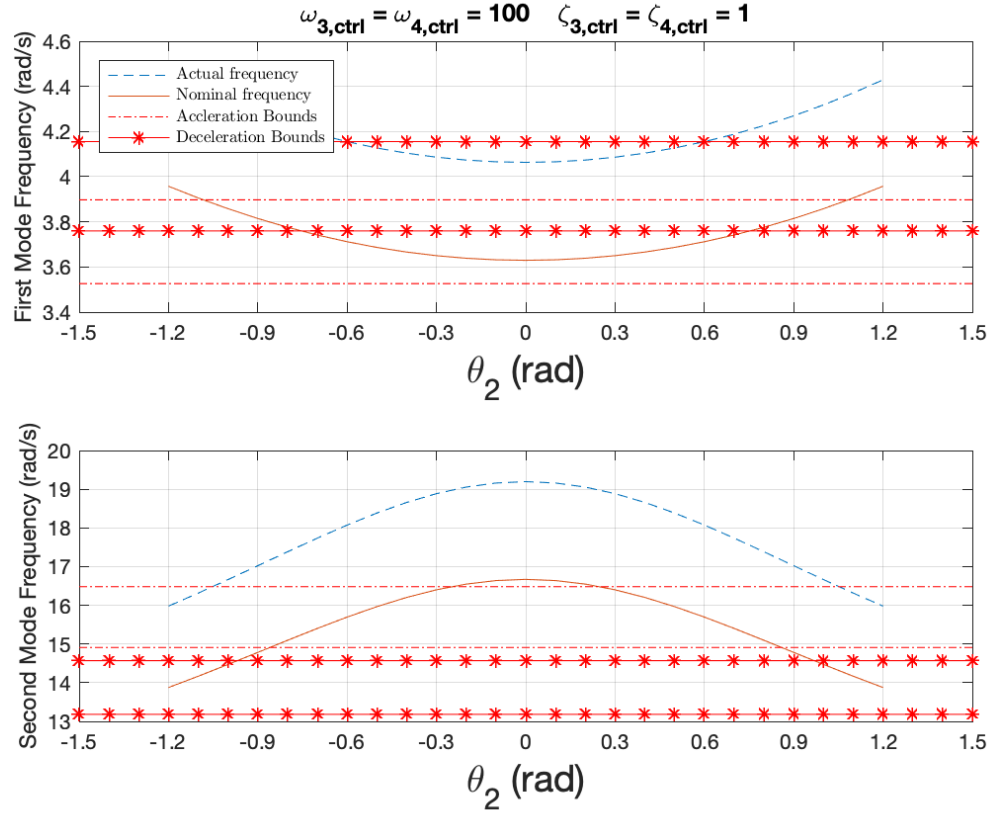 ω3,ctrl = ω4,ctrl = 100 ζ3,ctrl = ζ4,ctrl = 1
First Mode Frequency (rad/s)
4.6
4.4
4.2
4
3.8
3.6
3.4
Actual frequency
Nominal frequency
Accleration Bounds
Deceleration Bounds
-1.5 -1.2 -0.9 -0.6 -0.3 0 0.3 0.6 0.9 1.2 1.5
θ2 (rad)
Second Mode Frequency (rad/s)
20
19
18
17
16
15
14
13
-1.5 -1.2 -0.9 -0.6 -0.3 0 0.3 0.6 0.9 1.2 1.5
θ2 (rad)